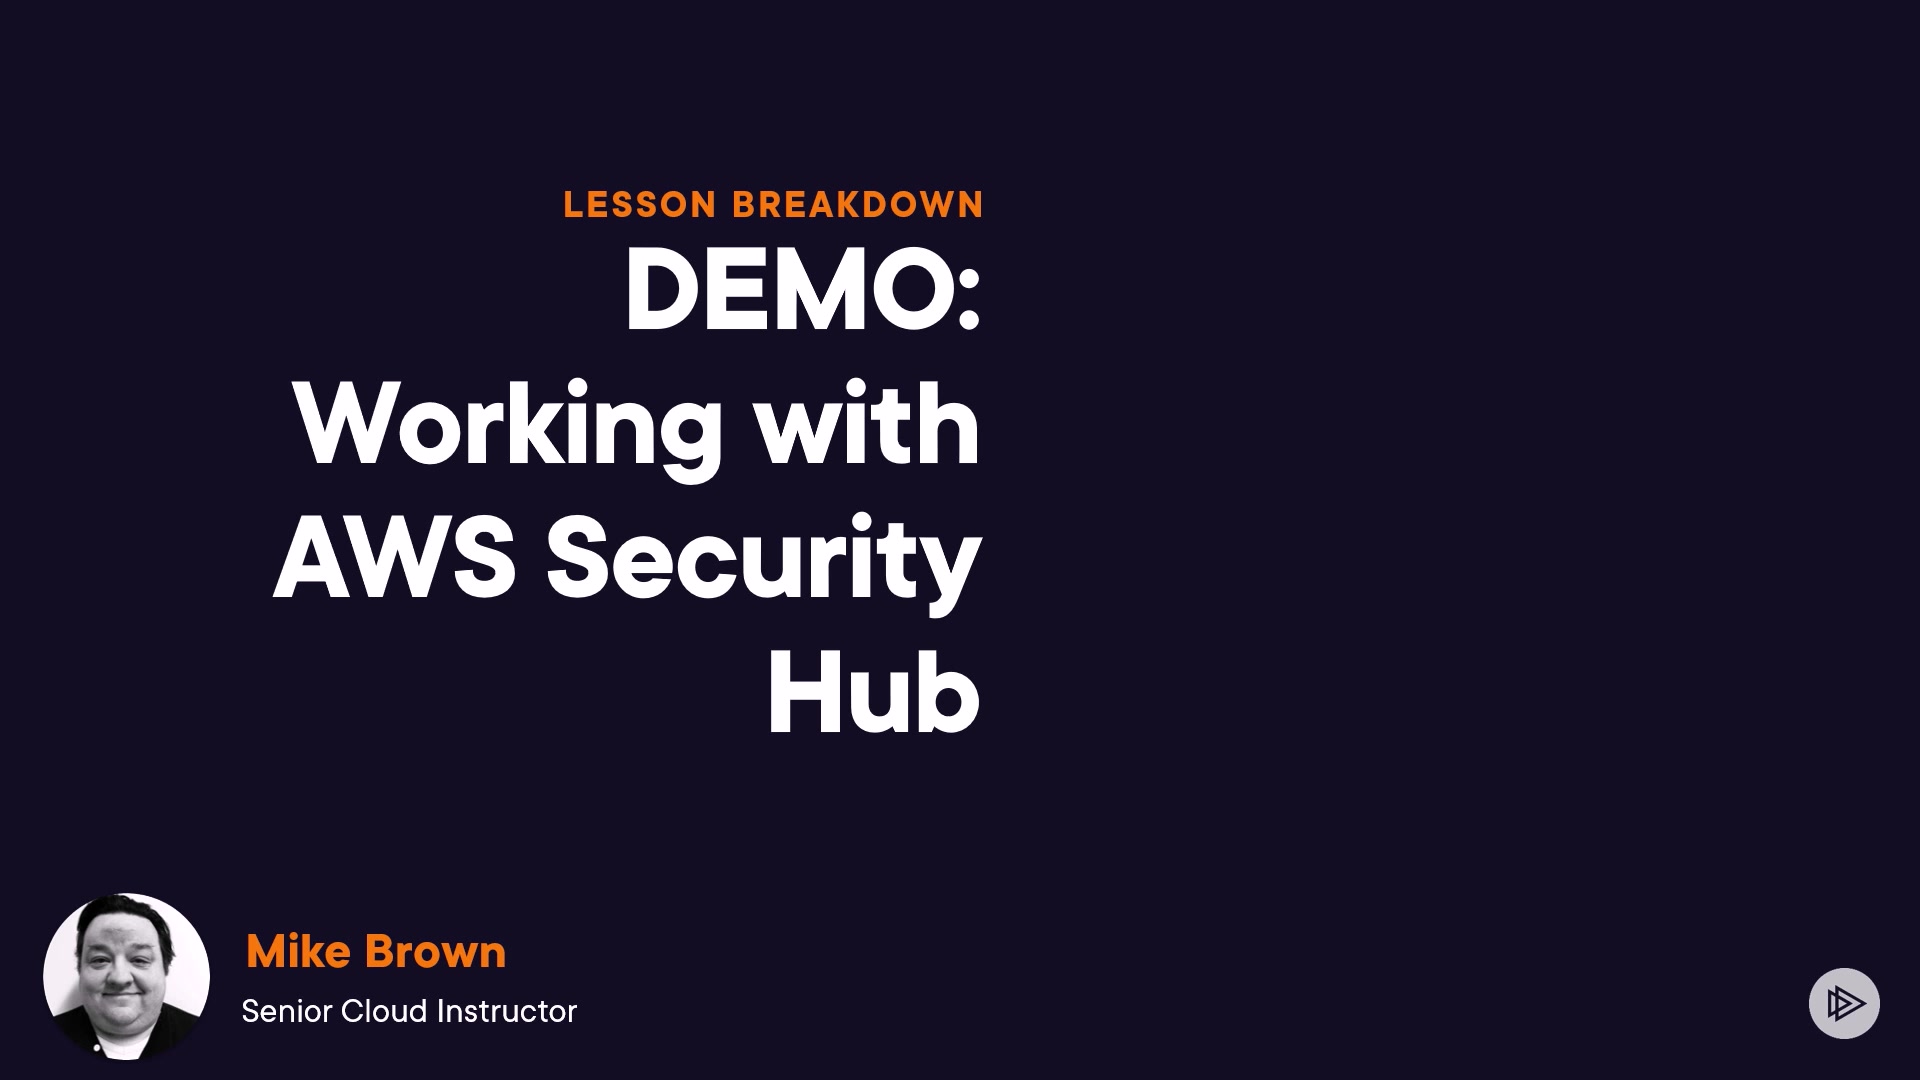 LESSON BREAKDOWN
DEMO:
Working with
AWS Security
Hub
Mike Brown
Senior Cloud Instructor